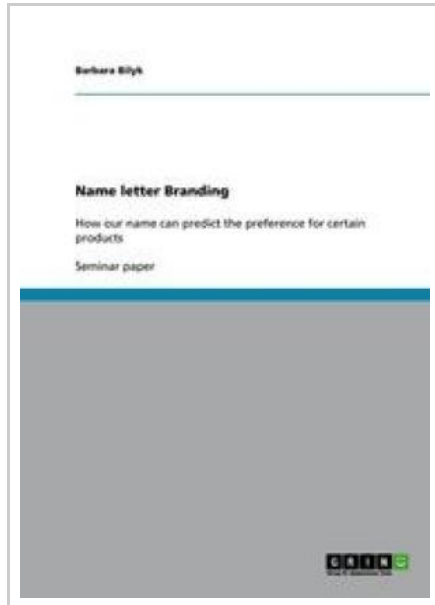 Barbara Bilyk
Name letter Branding
How our name can predict the preference for certain
products
Seminar paper
GRIN